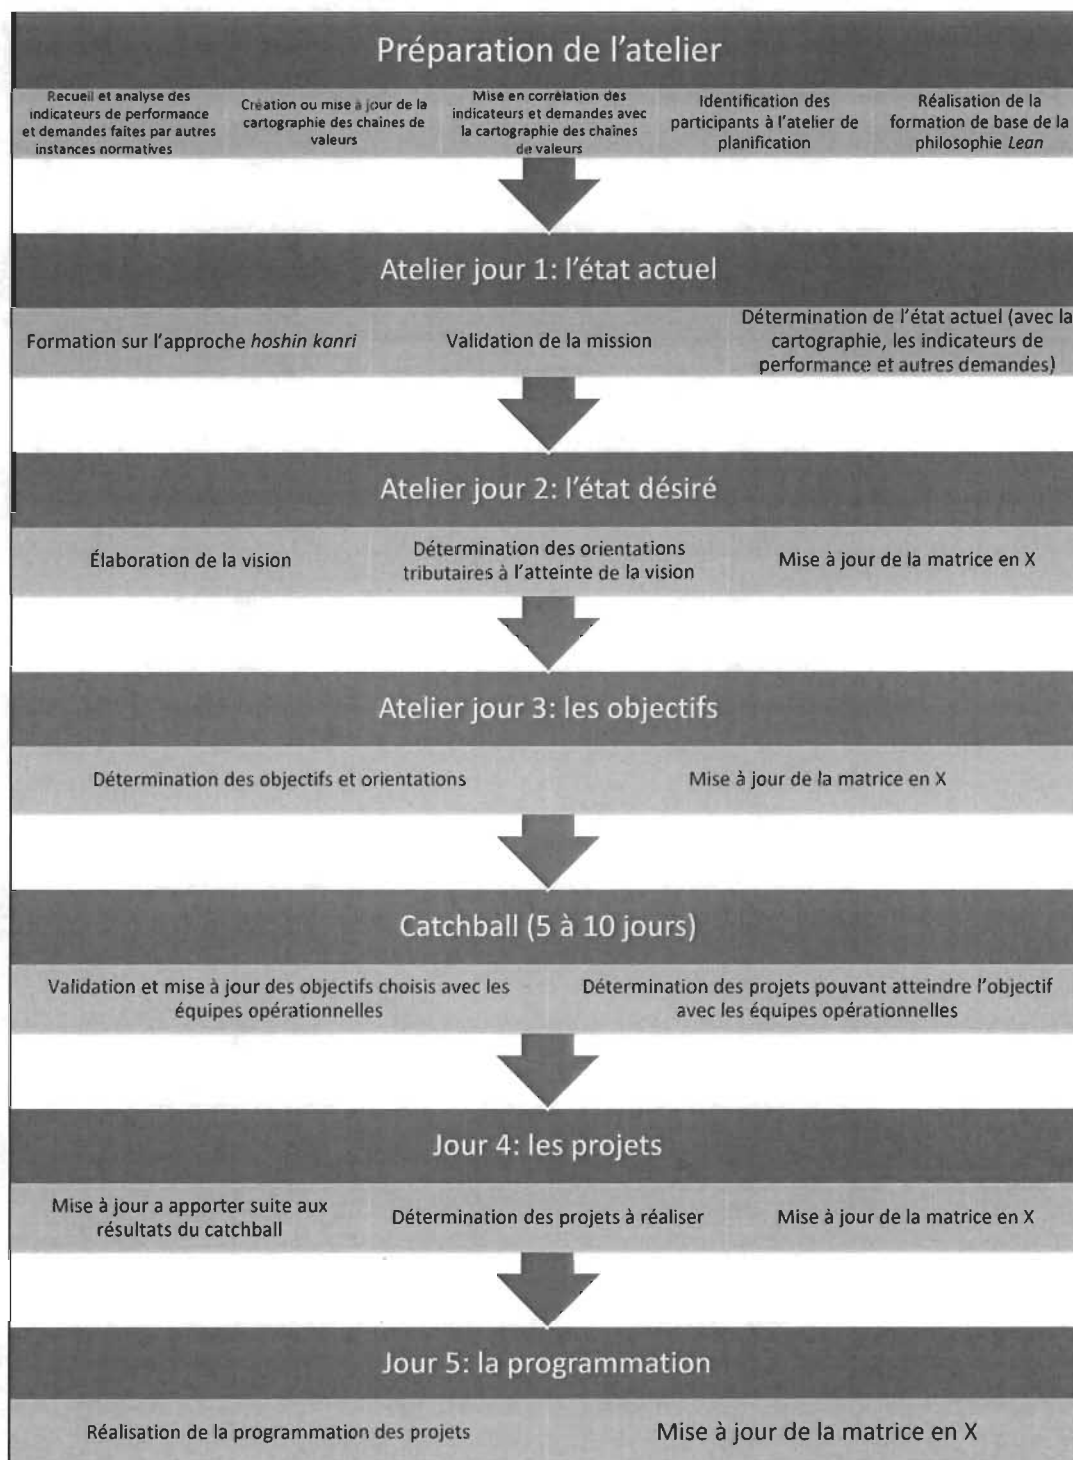 Préparation de l'atelier
Recueil et analyse des
indicateurs de performance
et demandes faites par autres
instances normatives
Création ou mise à jour de la
cartographie des chaînes de
valeurs
Mise en corrélation des
indicateurs et demandes avec
la cartographie des chaînes
de valeurs
Identification des
participants à l'atelier de
planification
Réalisation de la
formation de base de la
philosophie Lean
Atelier jour 1: l'état actuel
Formation sur l'approche hoshin kanri
Validation de la mission
Détermination de l'état actuel (avec la
cartographie, les indicateurs de
performance et autres demandes)
Atelier jour 2: l'état désiré
Élaboration de la vision
Détermination des orientations
tributaires à l'atteinte de la vision
Mise à jour de la matrice en X
Atelier jour 3: les objectifs
Détermination des objectifs et orientations
Mise à jour de la matrice en X
Catchball (5 à 10 jours)
Validation et mise à jour des objectifs choisis avec les
équipes opérationnelles
Détermination des projets pouvant atteindre l'objectif
avec les équipes opérationnelles
Jour 4: les projets
Mise à jour a apporter suite aux
résultats du catchball
Détermination des projets à réaliser
Mise à jour de la matrice en X
Jour 5: la programmation
Réalisation de la programmation des projets
Mise à jour de la matrice en X